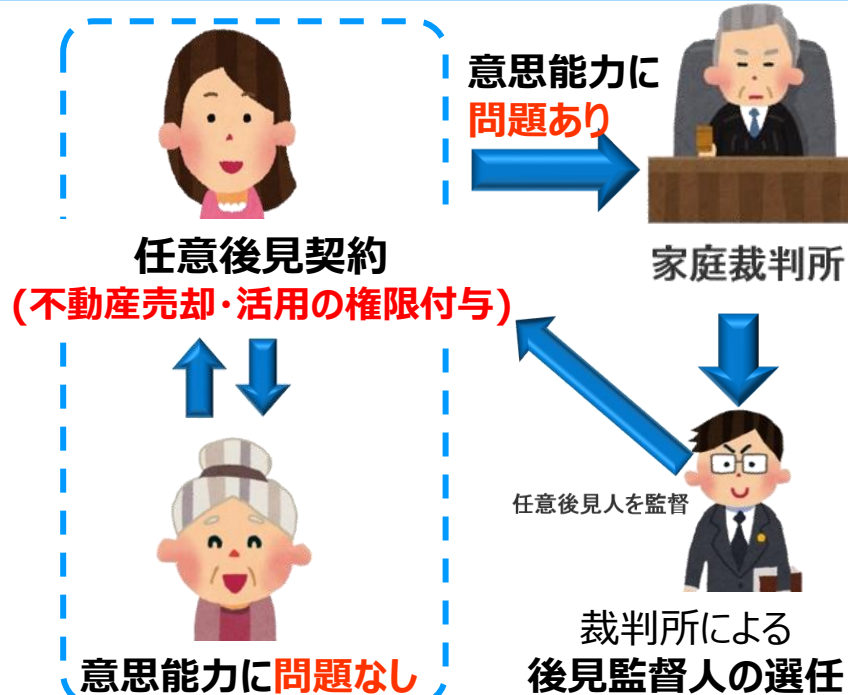 意思能力に
問題あり
家庭裁判所
任意後見契約
(不動産売却・活用の権限付与)
任意後見人を監督
意思能力に問題なし
裁判所による
後見監督人の選任